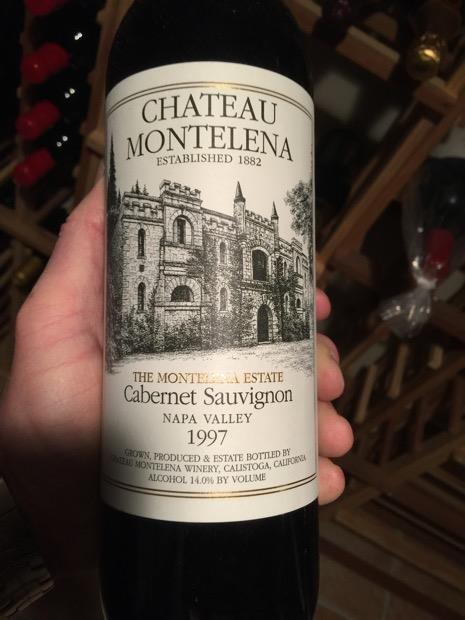 CHATEAU
MONTELENA
ESTABLISHED 1882
THE MONTELENA ESTATE
Cabernet Sauvignon
NAPA VALLEY
1997
GROWN, PRODUCED & ESTATE BOTTLED BY
CHATEAU MONTELENA WINERY, CALISTOGA, CALIFORNIA
ALCOHOL 14.0% BY VOLUME